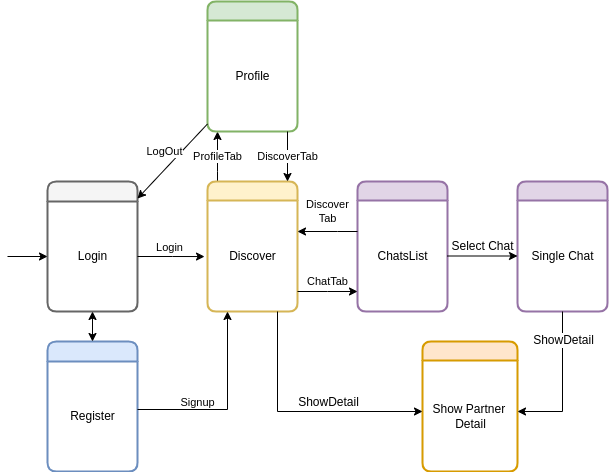 Profile
LogOut
ProfileTab
DiscoverTab
Login
Login
Discover
Discover
Tab
ChatTab
ChatsList
Select Chat
Single Chat
ShowDetail
Register
Signup
ShowDetail
Show Partner
Detail